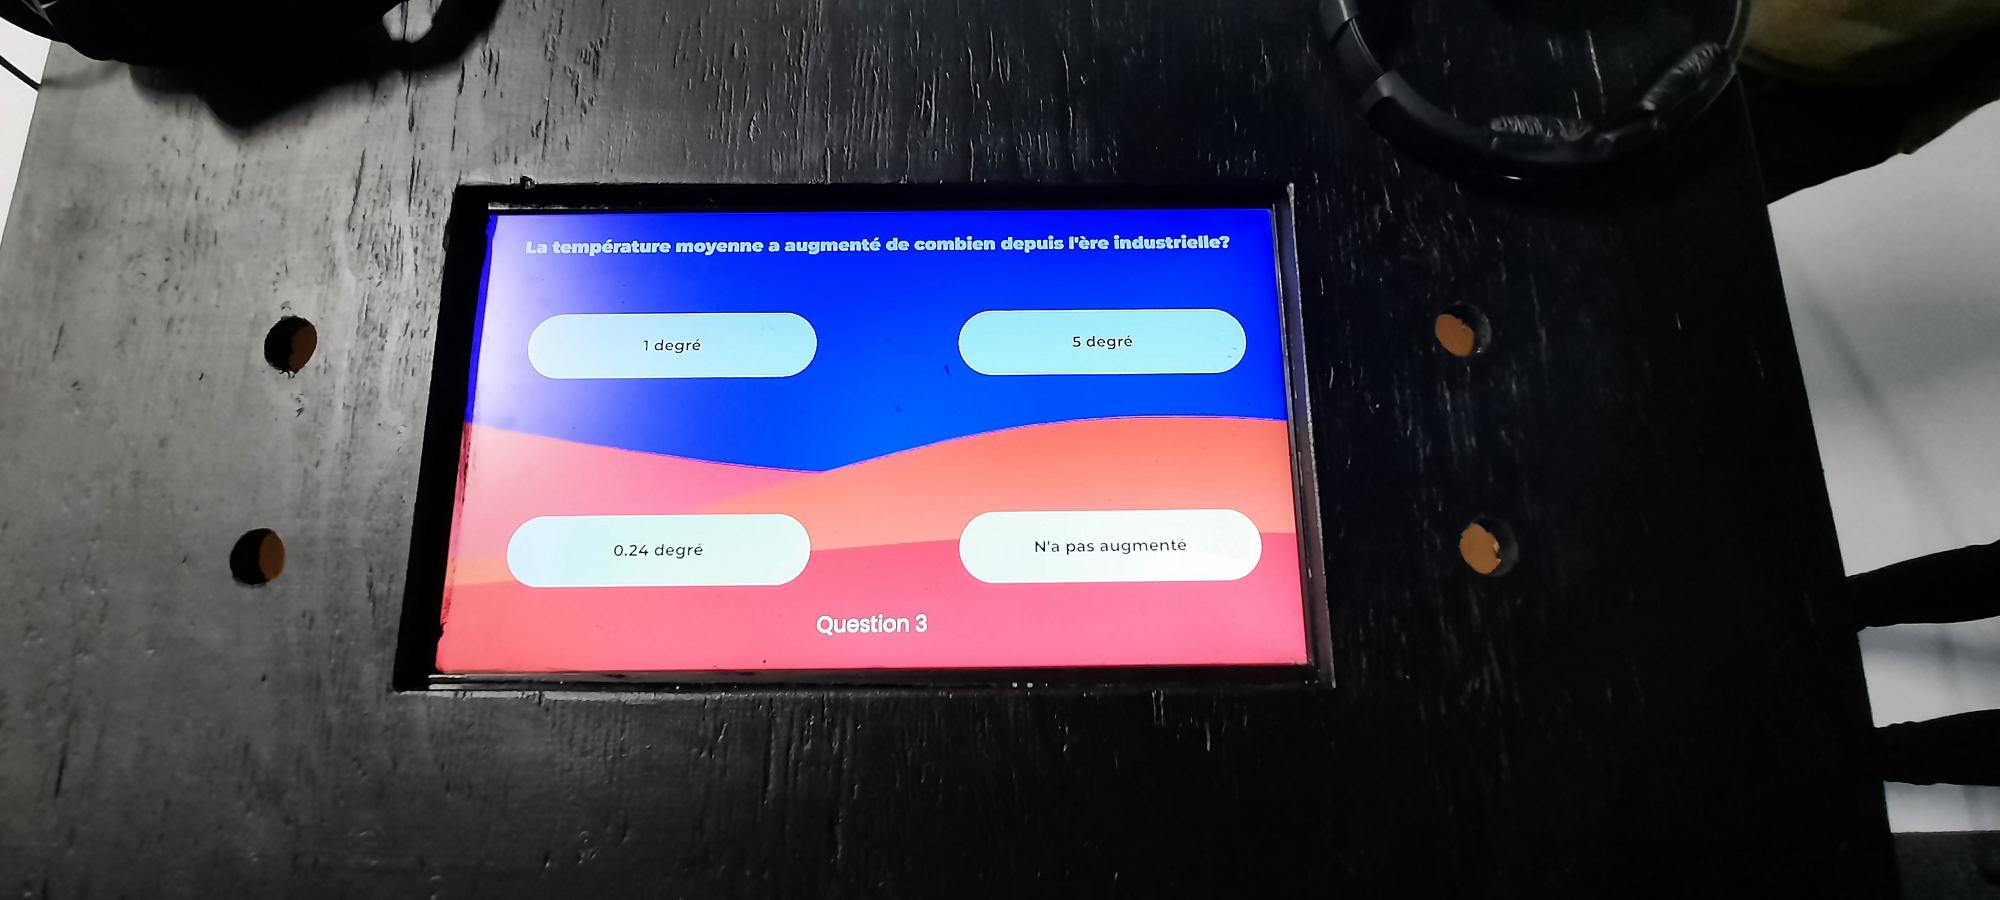 La température moyenne a augmenté de combien depuis l'ère industrielle?
1 degré
5 degré
0.24 degré
N'a pas augmenté
Question 3